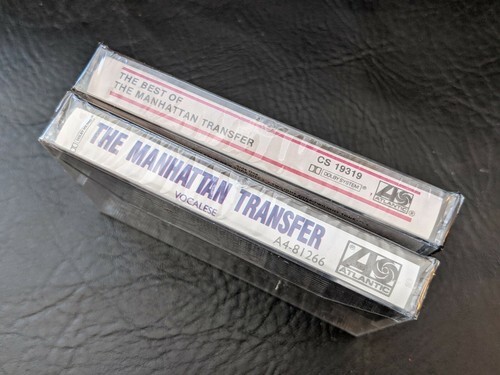 THE BEST OF
THE MANHATTAN TRANSFER
CS 19319
DOLBY SYSTEM ®
ATLANTIC ®
THE MANHATTAN TRANSFER
VOCALESE
A4-81266
ATLANTIC